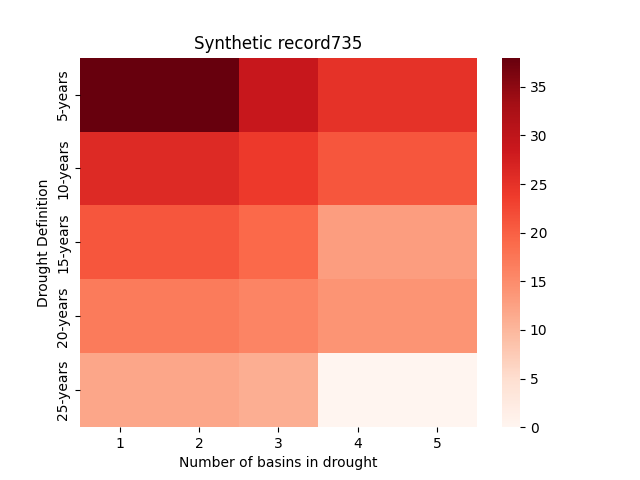 Synthetic record735
Drought Definition
5-years
10-years
15-years
20-years
25-years
1 2 3 4 5
Number of basins in drought
35
30
25
20
15
10
5
0